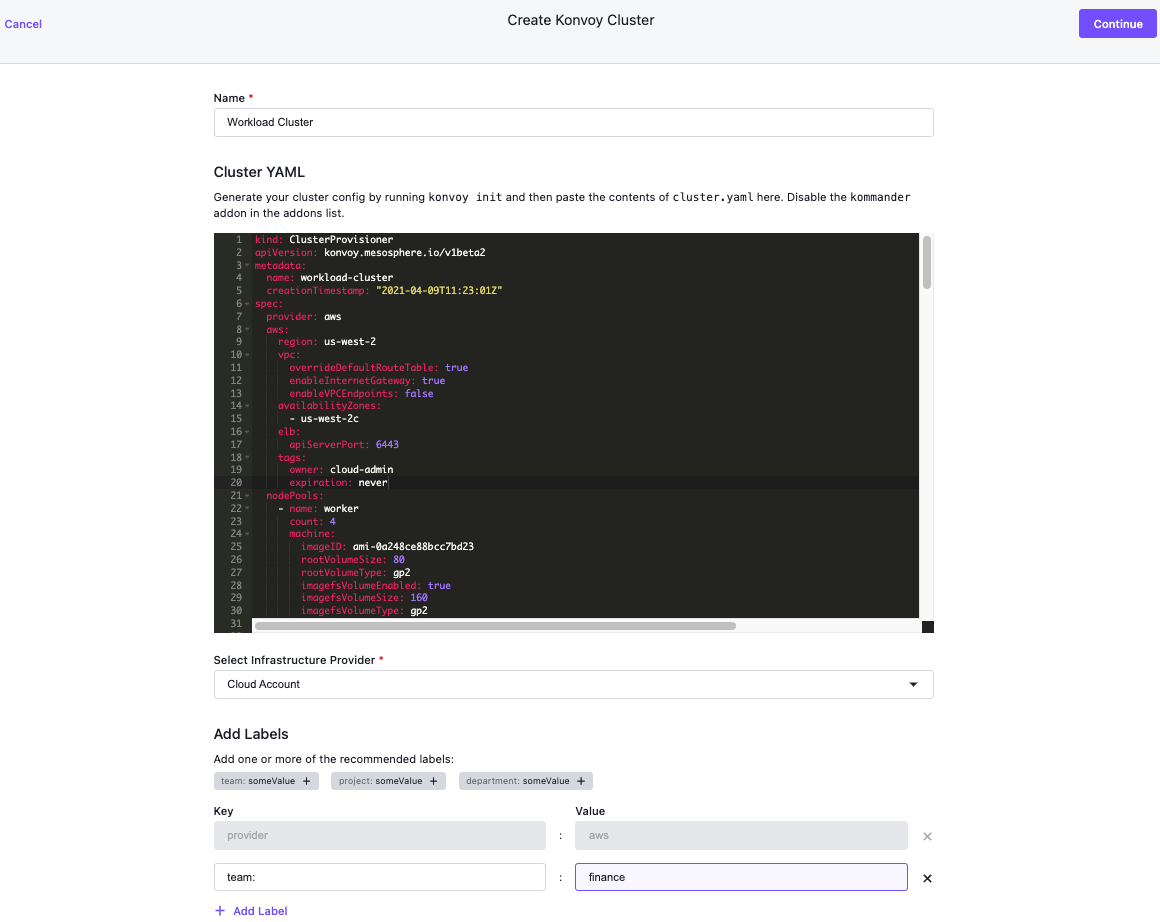 Cancel
Create Konvoy Cluster
Continue
Name *
Workload Cluster
Cluster YAML
Generate your cluster config by running konvoy init and then paste the contents of cluster.yaml here. Disable the kommander
addon in the addons list.
1 kind: ClusterProvisioner
2 apiVersion: konvoy.mesosphere.io/v1beta2
3 metadata:
4   name: workload-cluster
5   creationTimestamp: "2021-04-09T11:23:01Z"
6 spec:
7   provider: aws
8   aws:
9     region: us-west-2
10     vpc:
11       overrideDefaultRouteTable: true
12       enableInternetGateway: true
13       enableVPCEndpoints: false
14     availabilityZones:
15       - us-west-2c
16     elb:
17       apiServerPort: 6443
18     tags:
19       owner: cloud-admin
20       expiration: never
21   nodePools:
22     - name: worker
23       count: 4
24       machine:
25         imageID: ami-0a248ce88bcc7bd23
26         rootVolumeSize: 80
27         rootVolumeType: gp2
28         imagefsVolumeEnabled: true
29         imagefsVolumeSize: 160
30         imagefsVolumeType: gp2
31
Select Infrastructure Provider *
Cloud Account
Add Labels
Add one or more of the recommended labels:
team: someValue + project: someValue + department: someValue +
Key Value
provider : aws ×
team: : finance ×
+ Add Label